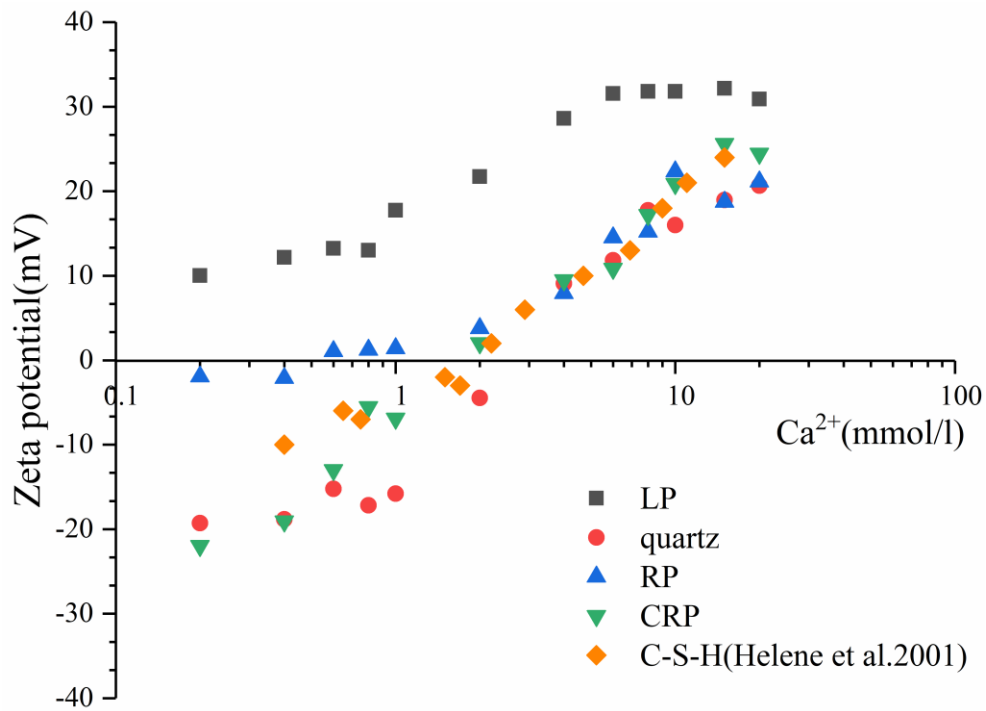 40
30
20
10
0
-10
-20
-30
-40
Zeta potential(mV)
0.1
1
10
100
Ca²⁺(mmol/l)
LP
quartz
RP
CRP
C-S-H(Helene et al.2001)